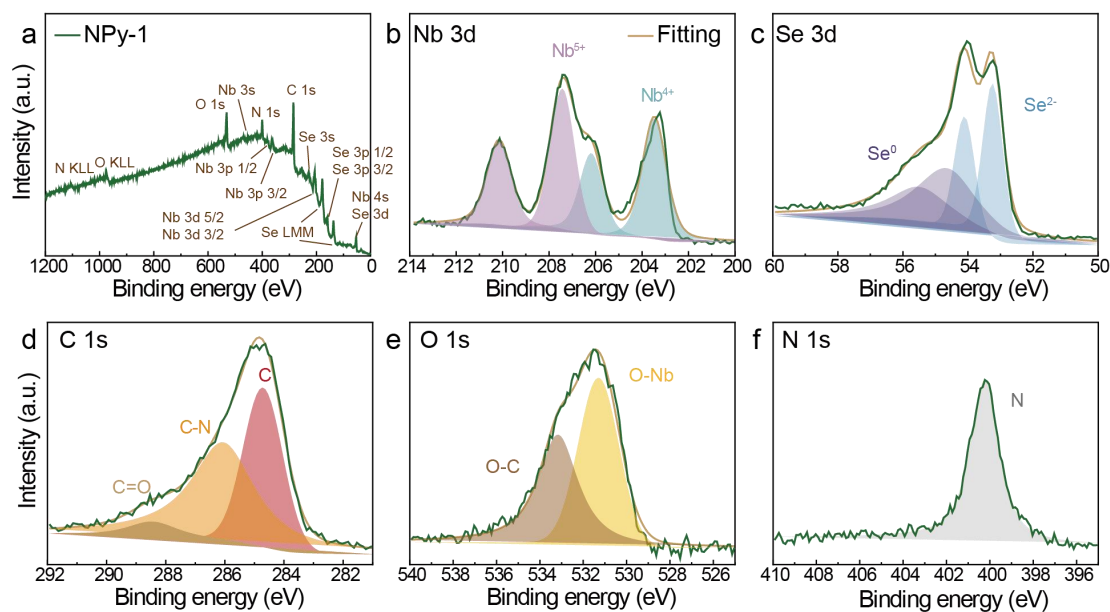 a
NPy-1
Intensity (a.u.)
C 1s
Nb 3s
O 1s
N 1s
Se 3s
Se 3p 1/2
Se 3p 3/2
N KLL
O KLL
Nb 3p 1/2
Nb 3p 3/2
Nb 4s
Se 3d
Nb 3d 5/2
Nb 3d 3/2
Se LMM
1200 1000 800 600 400 200 0
Binding energy (eV)
b
Nb 3d
Fitting
Nb⁵⁺
Nb⁴⁺
214 212 210 208 206 204 202 200
Binding energy (eV)
c
Se 3d
Se²⁻
Se⁰
60 58 56 54 52 50
Binding energy (eV)
d
C 1s
Intensity (a.u.)
C
C-N
C=O
292 290 288 286 284 282
Binding energy (eV)
e
O 1s
O-Nb
O-C
540 538 535 533 530 528 525
Binding energy (eV)
f
N 1s
N
410 408 406 404 402 400 398 396
Binding energy (eV)